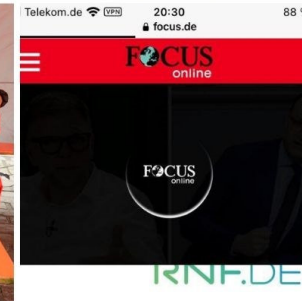 Telekom.de VPN 20:30 88 %
focus.de
FOCUS
online
FOCUS
online
RNF.DE